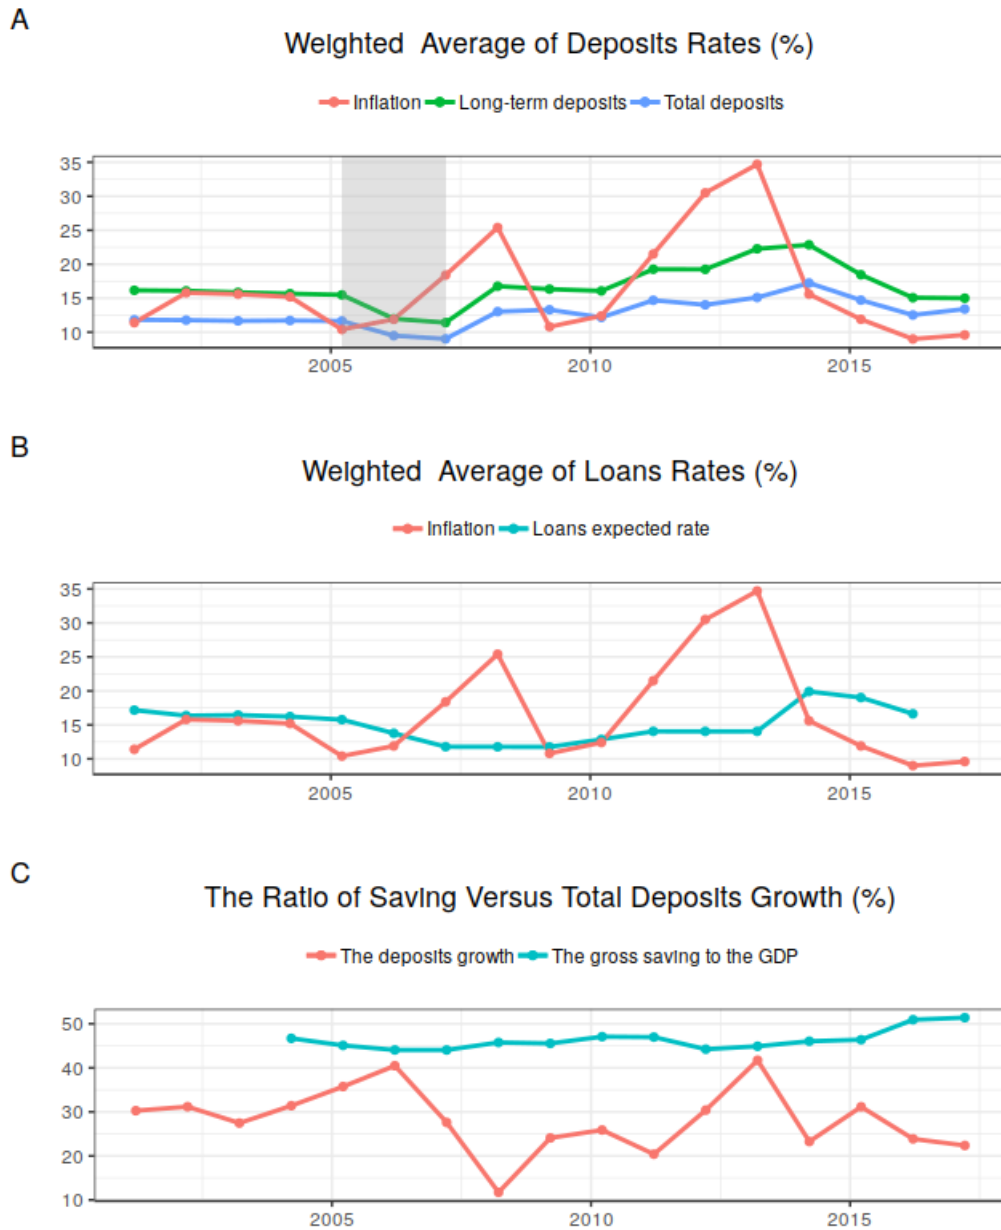 A
Weighted Average of Deposits Rates (%)
Inflation Long-term deposits Total deposits
35
30
25
20
15
10
2005 2010 2015
B
Weighted Average of Loans Rates (%)
Inflation Loans expected rate
35
30
25
20
15
10
2005 2010 2015
C
The Ratio of Saving Versus Total Deposits Growth (%)
The deposits growth The gross saving to the GDP
50
40
30
20
10
2005 2010 2015